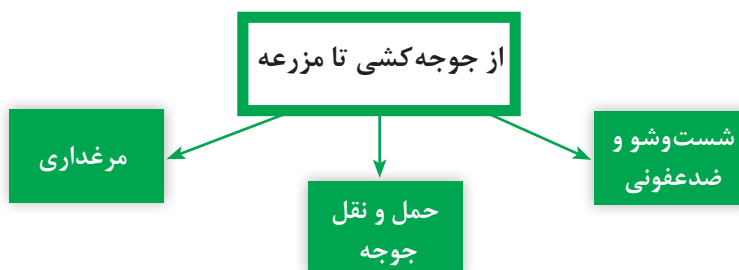 از جوجه‌کشی تا مزرعه
شست‌وشو و
ضدعفونی
حمل و نقل
جوجه
مرغداری